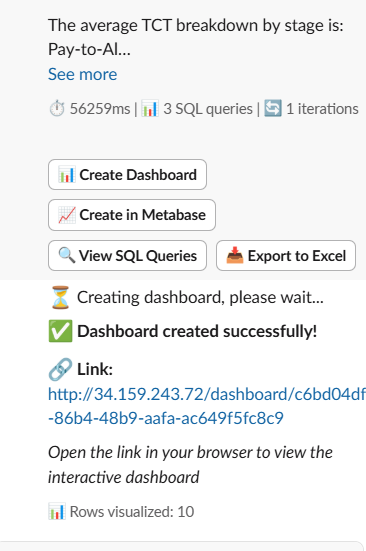 The average TCT breakdown by stage is:
Pay-to-Al…
See more
⏱️ 56259ms | 📊 3 SQL queries | 🔄 1 iterations
📊 Create Dashboard
📈 Create in Metabase
🔍 View SQL Queries 📥 Export to Excel
⏳ Creating dashboard, please wait...
✅ Dashboard created successfully!
🔗 Link:
http://34.159.243.72/dashboard/c6bd04df
-86b4-48b9-aafa-ac649f5fc8c9
Open the link in your browser to view the
interactive dashboard
📊 Rows visualized: 10